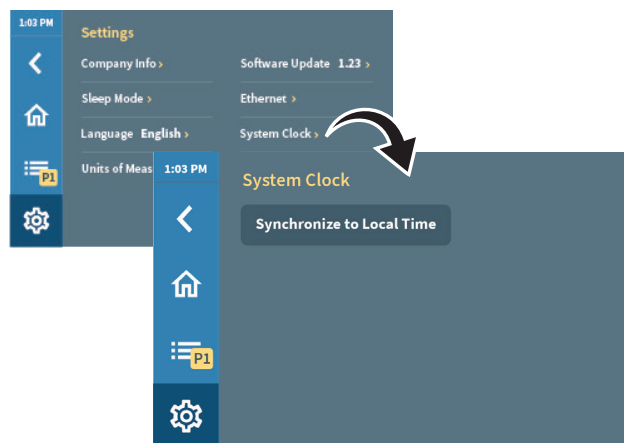 1:03 PM
Settings
Company Info ›
Software Update 1.23 ›
Sleep Mode ›
Ethernet ›
Language English ›
System Clock ›
Units of Meas
P1
1:03 PM
System Clock
Synchronize to Local Time
P1